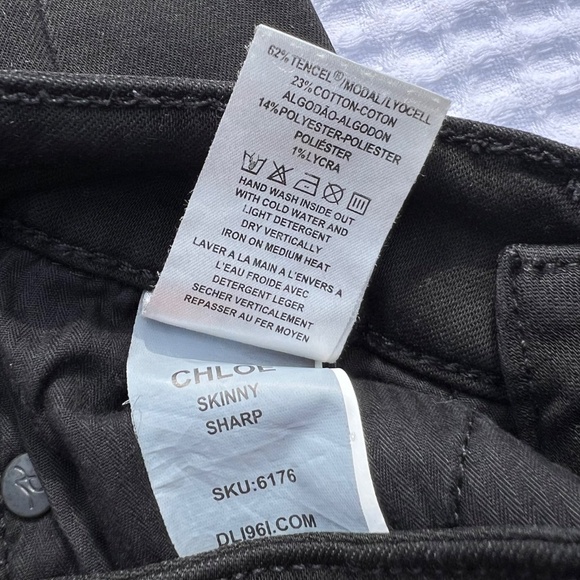 62%TENCEL®/MODAL/LYOCELL
23%COTTON-COTON
ALGODÃO-ALGODON
14%POLYESTER-POLIESTER
POLIÉSTER
1%LYCRA
HAND WASH INSIDE OUT
WITH COLD WATER AND
LIGHT DETERGENT
DRY VERTICALLY
IRON ON MEDIUM HEAT
LAVER A LA MAIN A L'ENVERS A
L'EAU FROIDE AVEC
DETERGENT LEGER
SECHER VERTICALEMENT
REPASSER AU FER MOYEN
CHLOE
SKINNY
SHARP
SKU:6176
DL1961.COM